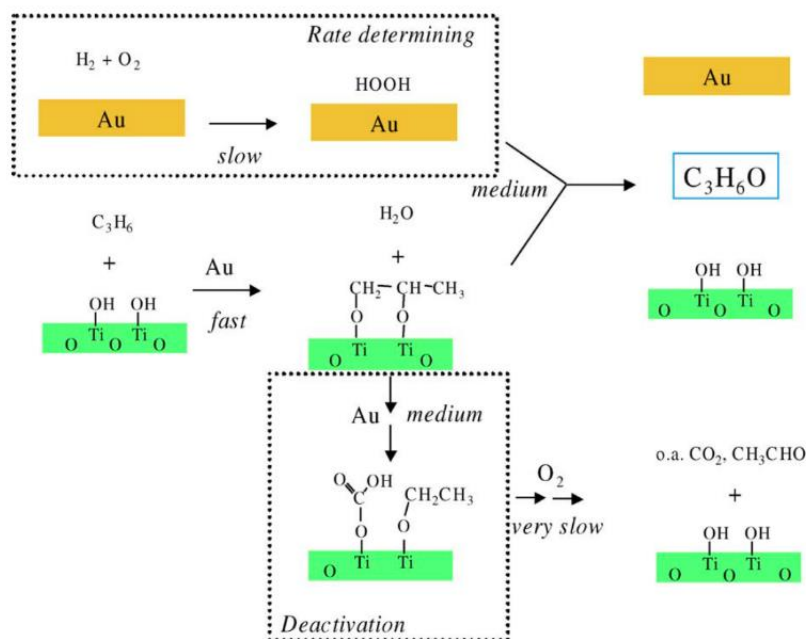 Rate determining
H₂ + O₂
HOOH
Au
Au
Au
slow
medium
C₃H₆O
C₃H₆
+
Au
fast
H₂O
+
OH OH
Ti Ti
O O O
CH₂—CH—CH₃
O O
Ti Ti
O O
OH OH
Ti Ti
O O O
Au medium
O OH
C
O
CH₂CH₃
O
Ti Ti
O
O₂
very slow
o.a. CO₂, CH₃CHO
+
OH OH
Ti Ti
O O O
Deactivation